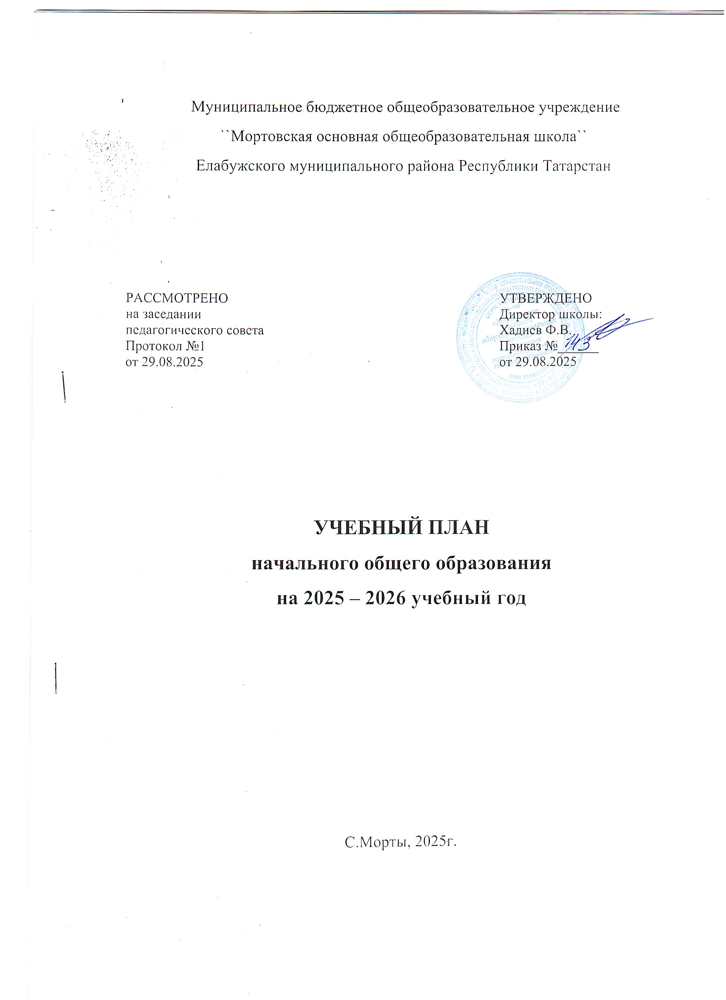 Муниципальное бюджетное общеобразовательное учреждение
``Мортовская основная общеобразовательная школа``
Елабужского муниципального района Республики Татарстан
РАССМОТРЕНО
на заседании
педагогического совета
Протокол №1
от 29.08.2025
УТВЕРЖДЕНО
Директор школы:
Хадиев Ф.В.
Приказ № 143
от 29.08.2025
УЧЕБНЫЙ ПЛАН
начального общего образования
на 2025 – 2026 учебный год
С.Морты, 2025г.